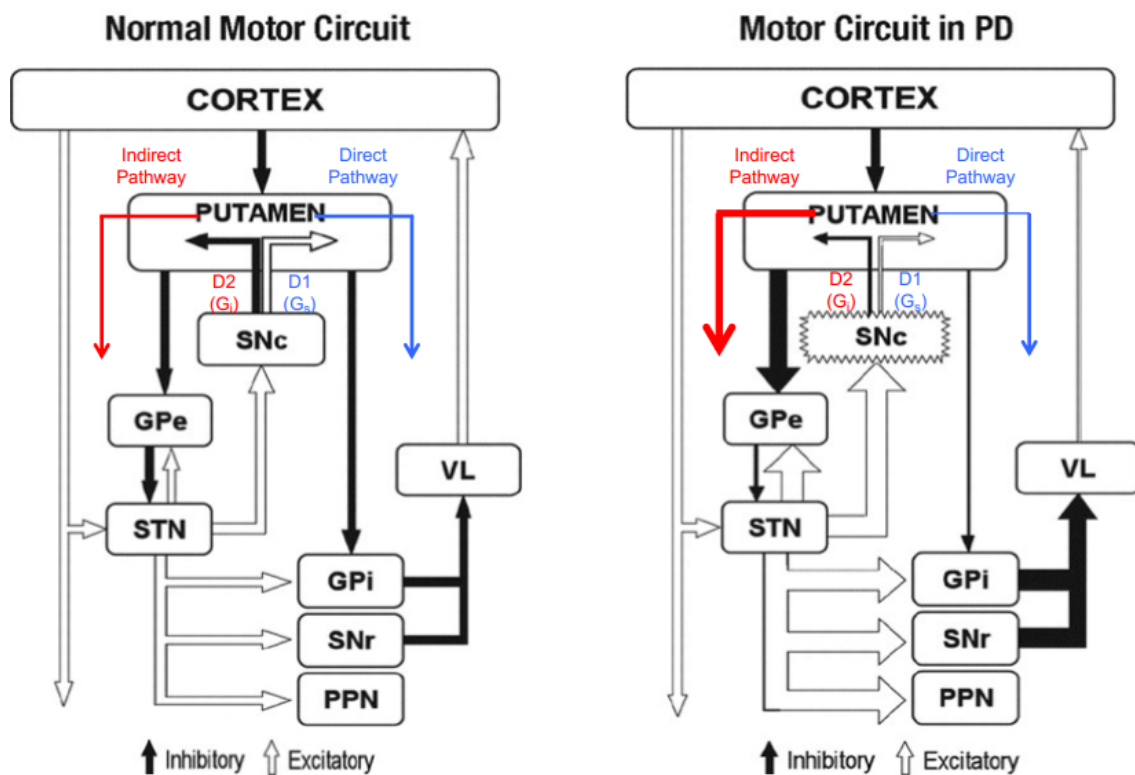 Normal Motor Circuit
CORTEX
Indirect
Pathway
Direct
Pathway
PUTAMEN
D2
(Gi)
D1
(Gs)
SNc
GPe
VL
STN
GPi
SNr
PPN
Inhibitory
Excitatory
Motor Circuit in PD
CORTEX
Indirect
Pathway
Direct
Pathway
PUTAMEN
D2
(Gi)
D1
(Gs)
SNc
GPe
VL
STN
GPi
SNr
PPN
Inhibitory
Excitatory